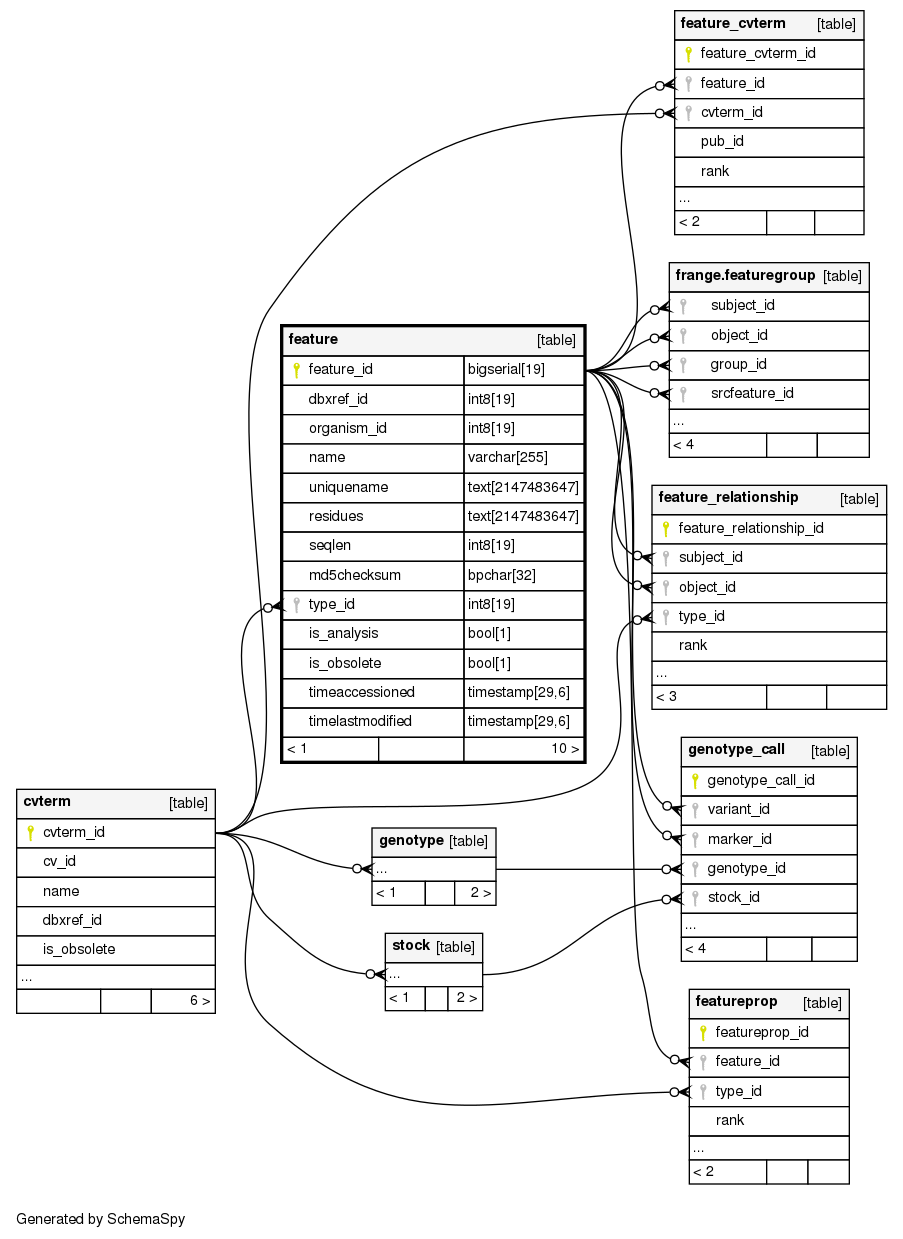 feature_cvterm [table]
feature_cvterm_id
feature_id
cvterm_id
pub_id
rank
...
< 2
frange.featuregroup [table]
subject_id
object_id
group_id
srcfeature_id
...
< 4
feature [table]
feature_id bigserial[19]
dbxref_id int8[19]
organism_id int8[19]
name varchar[255]
uniquename text[2147483647]
residues text[2147483647]
seqlen int8[19]
md5checksum bpchar[32]
type_id int8[19]
is_analysis bool[1]
is_obsolete bool[1]
timeaccessioned timestamp[29,6]
timelastmodified timestamp[29,6]
< 1 10 >
feature_relationship [table]
feature_relationship_id
subject_id
object_id
type_id
rank
...
< 3
genotype_call [table]
genotype_call_id
variant_id
marker_id
genotype_id
stock_id
...
< 4
cvterm [table]
cvterm_id
cv_id
name
dbxref_id
is_obsolete
...
6 >
genotype [table]
...
< 1 2 >
stock [table]
...
< 1 2 >
featureprop [table]
featureprop_id
feature_id
type_id
rank
...
< 2
Generated by SchemaSpy